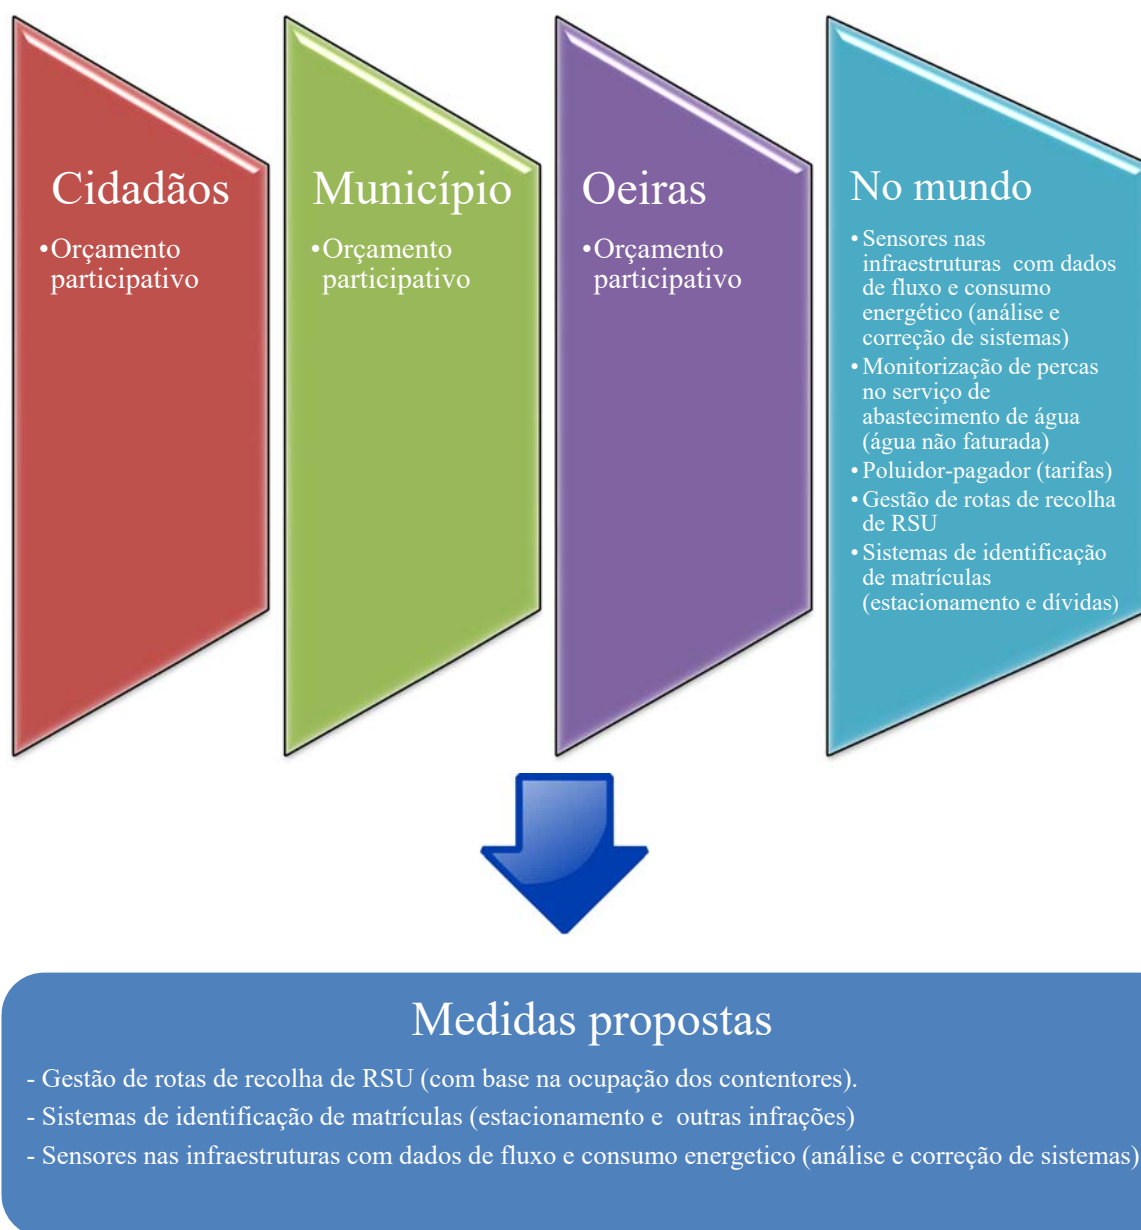 Cidadãos
•Orçamento
participativo
Município
•Orçamento
participativo
Oeiras
•Orçamento
participativo
No mundo
•Sensores nas
infraestruturas com dados
de fluxo e consumo
energético (análise e
correção de sistemas)
•Monitorização de percas
no serviço de
abastecimento de água
(água não faturada)
•Poluidor-pagador (tarifas)
•Gestão de rotas de recolha
de RSU
•Sistemas de identificação
de matrículas
(estacionamento e dívidas)
Medidas propostas
- Gestão de rotas de recolha de RSU (com base na ocupação dos contentores).
- Sistemas de identificação de matrículas (estacionamento e outras infrações)
- Sensores nas infraestruturas com dados de fluxo e consumo energetico (análise e correção de sistemas)